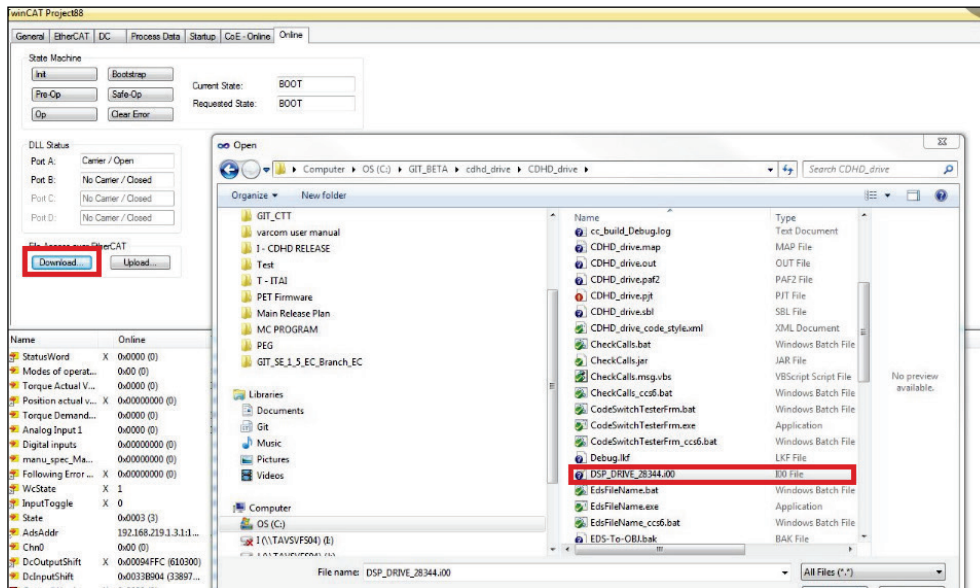 TwinCAT Project88
General EtherCAT DC Process Data Startup CoE - Online Online
State Machine
Init Bootstrap
Pre-Op Safe-Op
Op Clear Error
Current State: BOOT
Requested State: BOOT
DLL Status
Port A: Carrier / Open
Port B: No Carrier / Closed
Port C: No Carrier / Closed
Port D: No Carrier / Closed
File Access over EtherCAT
Download... Upload...
Name Online
StatusWord X 0x0000 (0)
Modes of operat... 0x00 (0)
Torque Actual V... 0x0000 (0)
Position actual v... X 0x00000000 (0)
Torque Demand... 0x0000 (0)
Analog Input 1 0x0000 (0)
Digital inputs 0x00000000 (0)
manu_spec_Ma... 0x00000000 (0)
Following Error ... X 0x00000000 (0)
WcState X 1
InputToggle X 0
State 0x0003 (3)
AdsAddr 192.168.219.1.3.1:1...
Chn0 0x00 (0)
DcOutputShift X 0x00094FFC (610300)
DcInputShift 0x0033B904 (33897...
Open
Computer OS (C:) GIT_BETA cdhd_drive CDHD_drive
Search CDHD_drive
Organize New folder
GIT_CTT
varcom user manual
I - CDHD RELEASE
Test
T - ITAI
PET Firmware
Main Release Plan
MC PROGRAM
PEG
GIT_SE_1_5_EC_Branch_EC
Libraries
Documents
Git
Music
Pictures
Videos
Computer
OS (C:)
I (\\TAVSVFS04) (I:)
Name Type
cc_build_Debug.log Text Document
CDHD_drive.map MAP File
CDHD_drive.out OUT File
CDHD_drive.paf2 PAF2 File
CDHD_drive.pjt PJT File
CDHD_drive.sbl SBL File
CDHD_drive_code_style.xml XML Document
CheckCalls.bat Windows Batch File
CheckCalls.jar JAR File
CheckCalls.msg.vbs VBScript Script File
CheckCalls_ccs6.bat Windows Batch File
CodeSwitchTesterFrm.bat Windows Batch File
CodeSwitchTesterFrm.exe Application
CodeSwitchTesterFrm_ccs6.bat Windows Batch File
Debug.lkf LKF File
DSP_DRIVE_28344.i00 I00 File
EdsFileName.bat Windows Batch File
EdsFileName.exe Application
EdsFileName_ccs6.bat Windows Batch File
EDS-To-OBJ.bak BAK File
No preview
available.
File name: DSP_DRIVE_28344.i00 All Files (*.*)